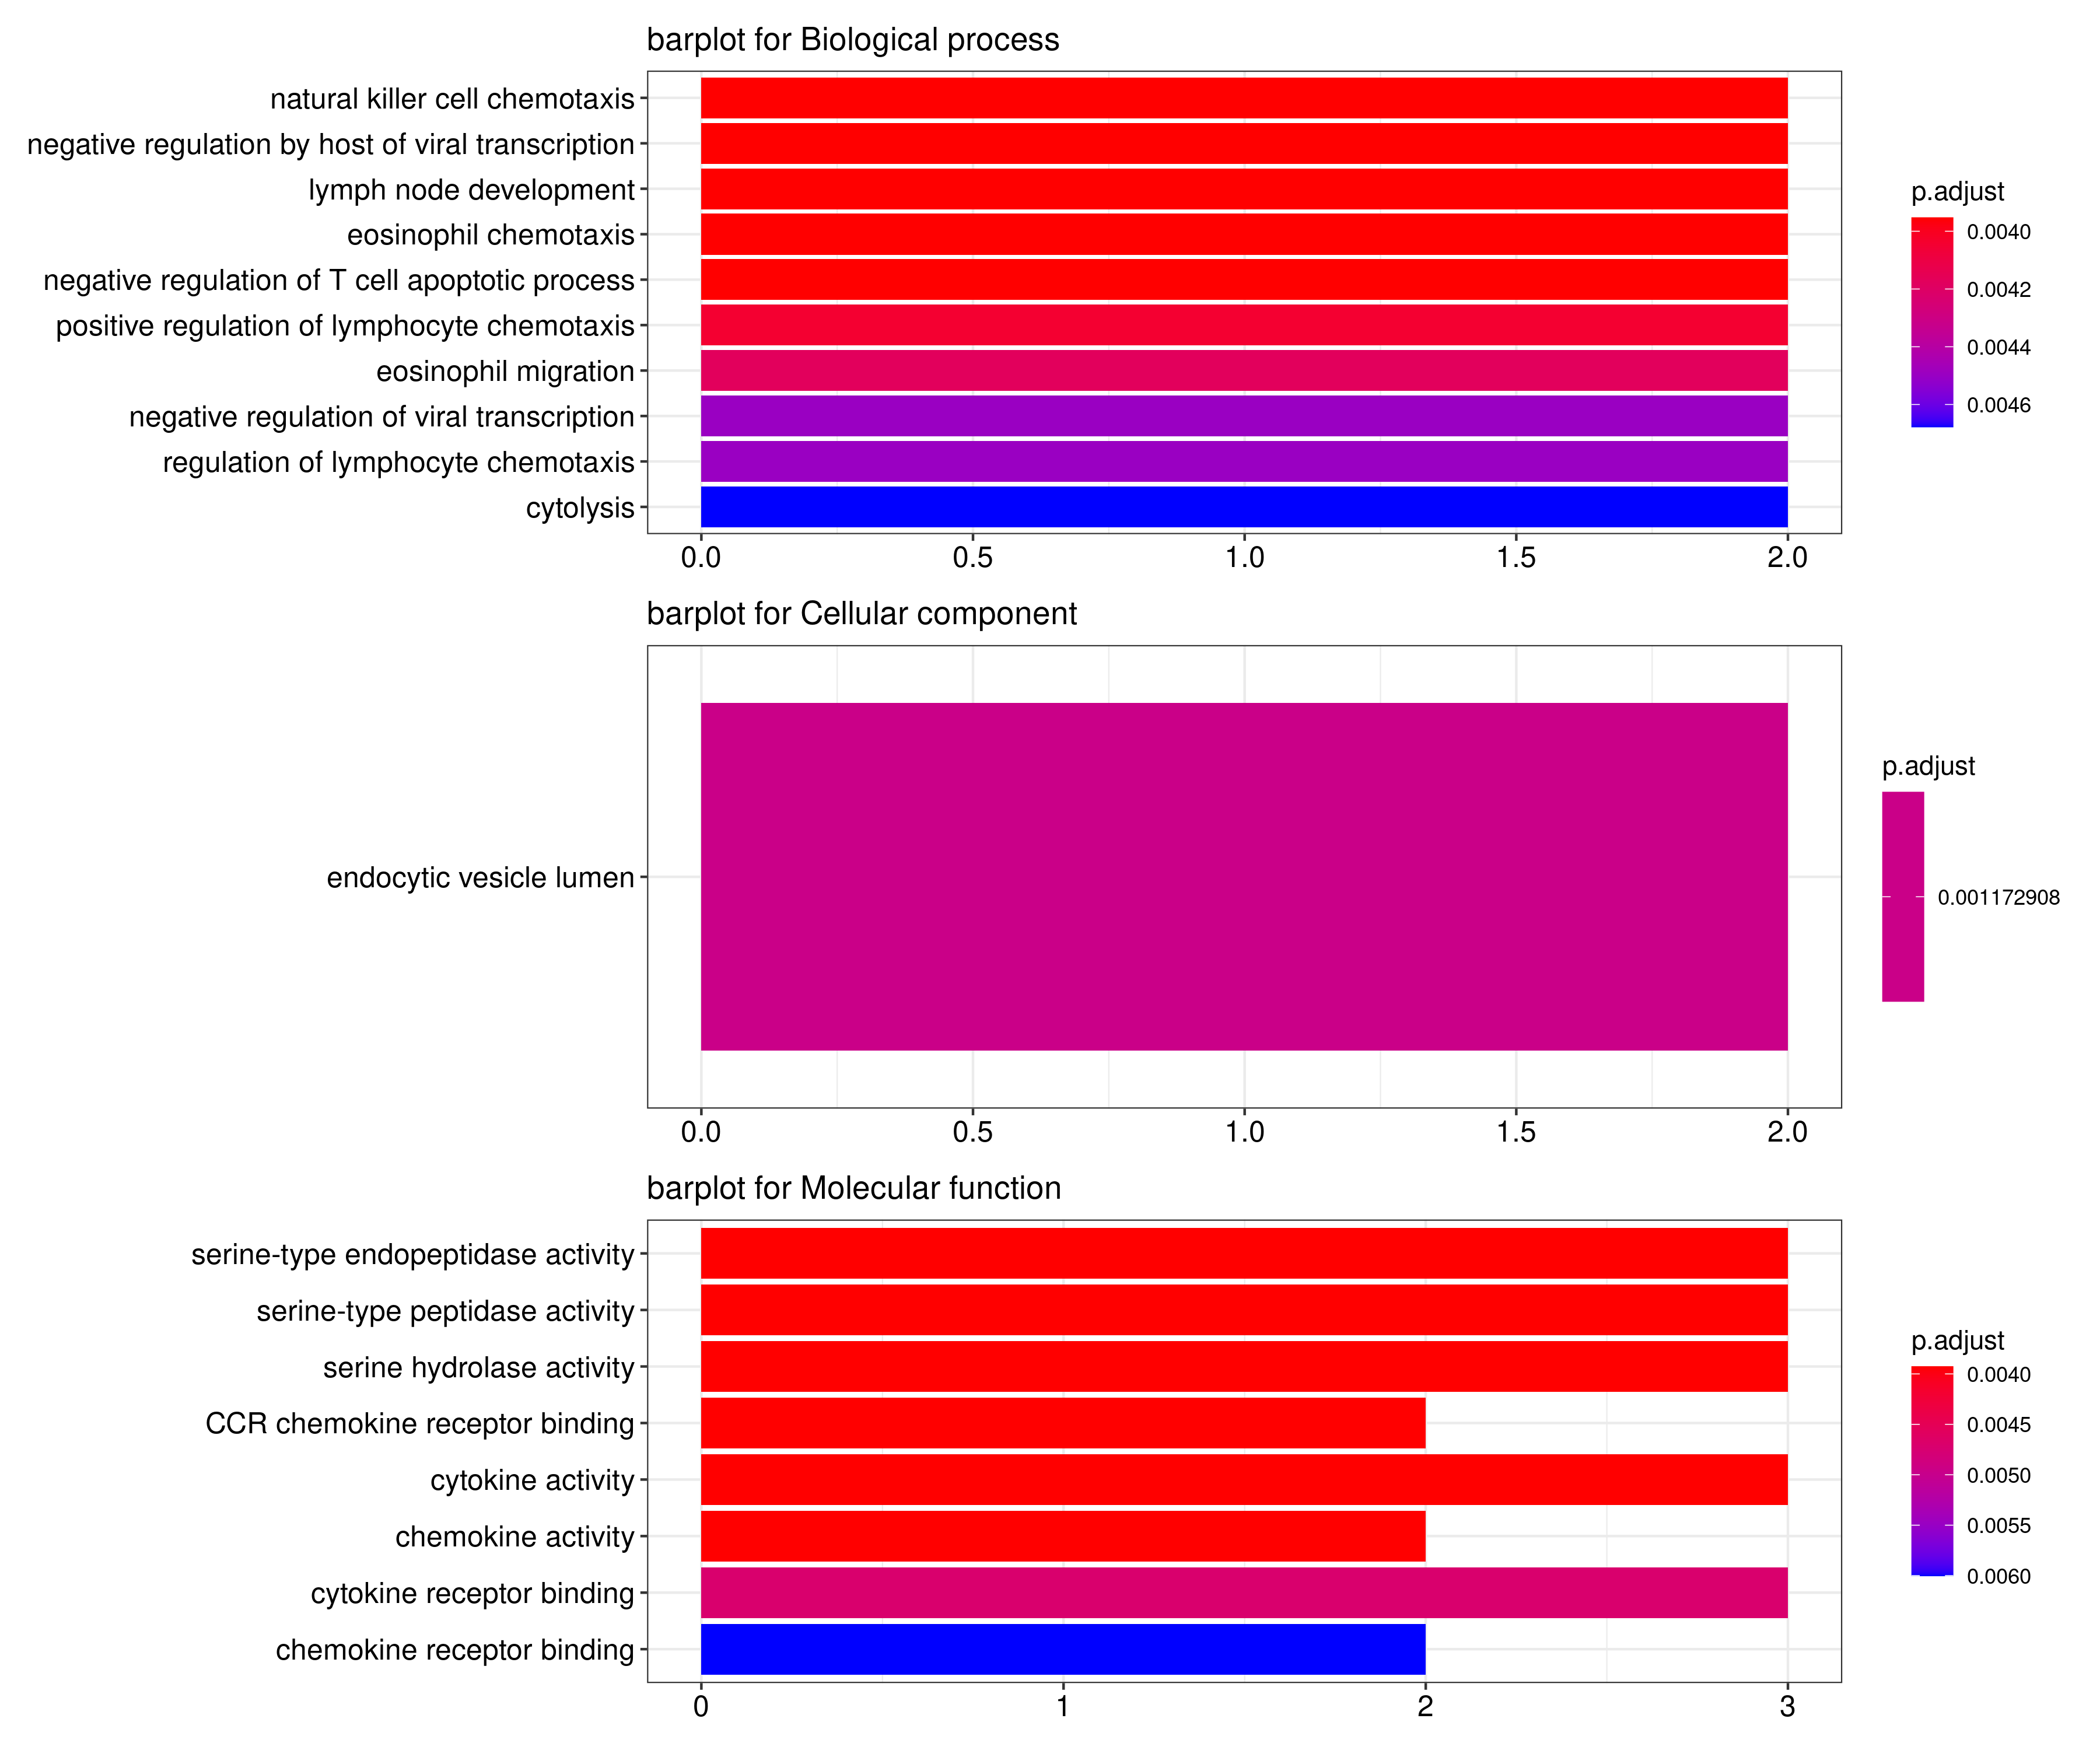 barplot for Biological process
natural killer cell chemotaxis
negative regulation by host of viral transcription
lymph node development
eosinophil chemotaxis
negative regulation of T cell apoptotic process
positive regulation of lymphocyte chemotaxis
eosinophil migration
negative regulation of viral transcription
regulation of lymphocyte chemotaxis
cytolysis
0.0 0.5 1.0 1.5 2.0
p.adjust
0.0040
0.0042
0.0044
0.0046
barplot for Cellular component
endocytic vesicle lumen
0.0 0.5 1.0 1.5 2.0
p.adjust
0.001172908
barplot for Molecular function
serine-type endopeptidase activity
serine-type peptidase activity
serine hydrolase activity
CCR chemokine receptor binding
cytokine activity
chemokine activity
cytokine receptor binding
chemokine receptor binding
0 1 2 3
p.adjust
0.0040
0.0045
0.0050
0.0055
0.0060